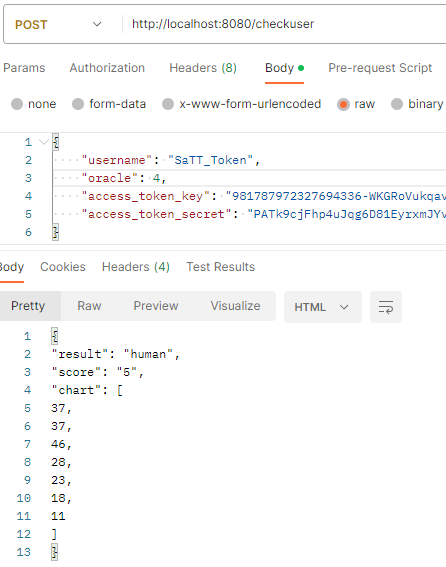 POST http://localhost:8080/checkuser
Params Authorization Headers (8) Body Pre-request Script
none form-data x-www-form-urlencoded raw binary
1 {
2 "username": "SaTT_Token",
3 "oracle": 4,
4 "access_token_key": "981787972327694336-WKGRoVukqav
5 "access_token_secret": "PATk9cjFhp4uJqg6D81EyrxmJYv
6 }
Body Cookies Headers (4) Test Results
Pretty Raw Preview Visualize HTML
1 {
2 "result": "human",
3 "score": "5",
4 "chart": [
5 37,
6 37,
7 46,
8 28,
9 23,
10 18,
11 11
12 ]
13 }